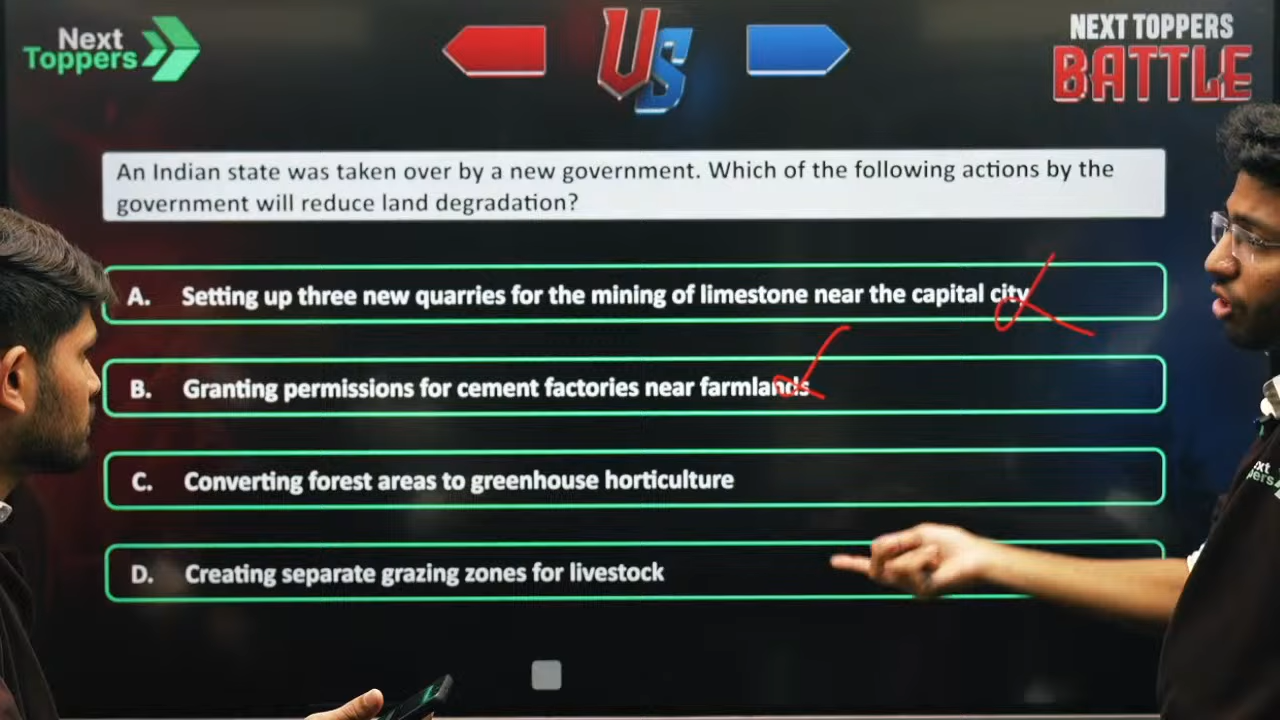 Next
Toppers
VS
NEXT TOPPERS
BATTLE
An Indian state was taken over by a new government. Which of the following actions by the
government will reduce land degradation?
A. Setting up three new quarries for the mining of limestone near the capital city
B. Granting permissions for cement factories near farmlands
C. Converting forest areas to greenhouse horticulture
D. Creating separate grazing zones for livestock